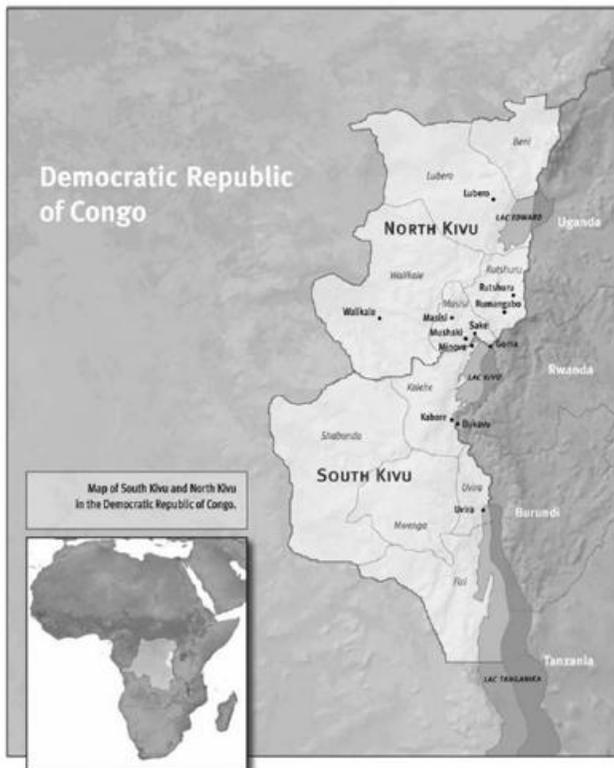 Democratic Republic
of Congo
Beni
Lubero
Lubero
LAC EDWARD
Uganda
NORTH KIVU
Walikale
Rutshuru
Rutshuru
Rumangabo
Masisi
Masisi
Walikale
Sake
Mushaki
Minova
Goma
LAC KIVU
Rwanda
Kalehe
Kabare
Bukavu
Shabunda
SOUTH KIVU
Uvira
Uvira
Burundi
Mwenga
Fizi
Map of South Kivu and North Kivu
in the Democratic Republic of Congo.
Tanzania
LAC TANGANIKA